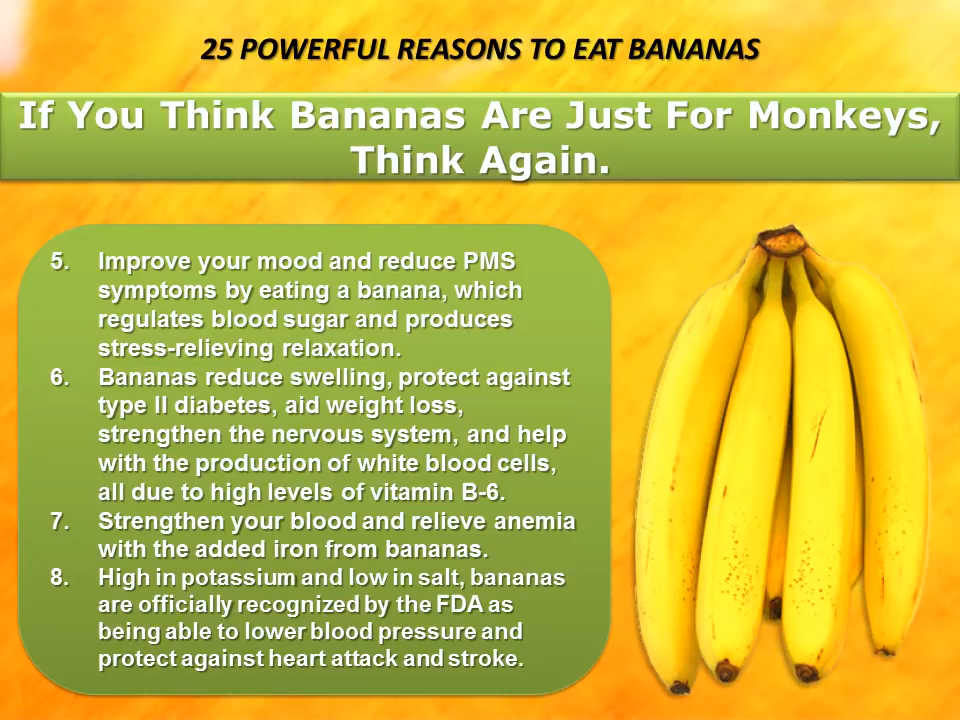 25 POWERFUL REASONS TO EAT BANANAS
If You Think Bananas Are Just For Monkeys,
Think Again.
5. Improve your mood and reduce PMS
symptoms by eating a banana, which
regulates blood sugar and produces
stress-relieving relaxation.
6. Bananas reduce swelling, protect against
type II diabetes, aid weight loss,
strengthen the nervous system, and help
with the production of white blood cells,
all due to high levels of vitamin B-6.
7. Strengthen your blood and relieve anemia
with the added iron from bananas.
8. High in potassium and low in salt, bananas
are officially recognized by the FDA as
being able to lower blood pressure and
protect against heart attack and stroke.